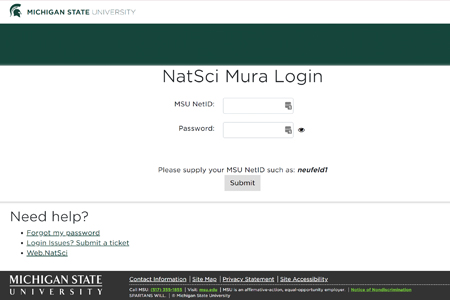 MICHIGAN STATE UNIVERSITY
NatSci Mura Login
MSU NetID:
Password:
Please supply your MSU NetID such as: neufeld1
Submit
Need help?
Forgot my password
Login Issues? Submit a ticket
Web.NatSci
MICHIGAN STATE
UNIVERSITY
Contact Information | Site Map | Privacy Statement | Site Accessibility
Call MSU: (517) 355-1855 | Visit: msu.edu | MSU is an affirmative-action, equal-opportunity employer. | Notice of Nondiscrimination
SPARTANS WILL. | © Michigan State University